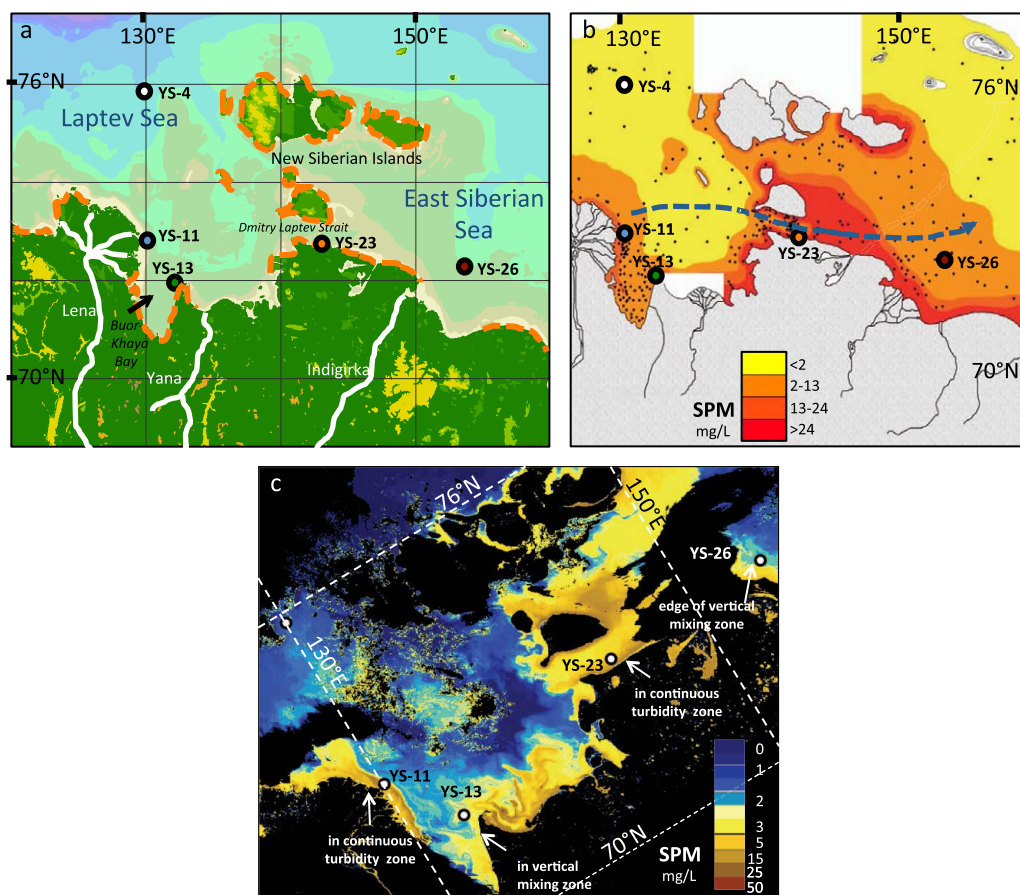 a
130°E
150°E
76°N
YS-4
Laptev Sea
New Siberian Islands
East Siberian
Sea
Dmitry Laptev Strait
YS-11
YS-23
YS-13
YS-26
Lena
Buor-
Khaya
Bay
Yana
Indigirka
70°N
b
130°E
150°E
YS-4
76°N
YS-11
YS-13
YS-23
YS-26
70°N
SPM
mg/L
<2
2-13
13-24
>24
c
76°N
150°E
YS-26
edge of vertical
mixing zone
130°E
YS-23
in continuous
turbidity zone
YS-11
YS-13
in continuous
turbidity zone
in vertical
mixing zone
70°N
SPM
mg/L
0
1
2
3
5
15
25
50